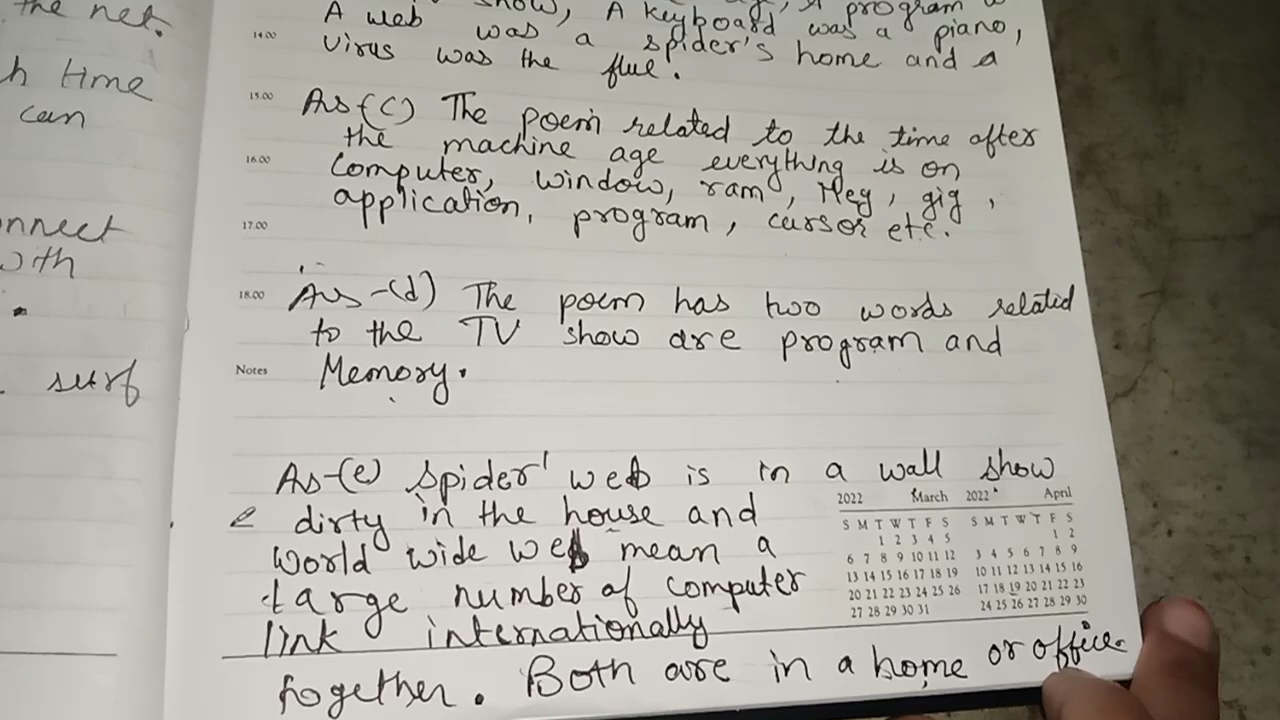 the net.
h time
can
nnect
with
surf
show, A program
A web was a keyboard was a piano,
14.00
spider's home and a
virus was the flue.
15.00
As-(c) The poem related to the time after
the machine age everything is on
16.00
Computer, window, ram, Meg, gig,
application, program, cursor etc.
17.00
18.00
Ans-(d) The poem has two words related
to the TV show are program and
Notes
Memory.
As-(e) spider' web is in a wall show
dirty in the house and
world wide web mean a
large number of computer
link internationally
together. Both are in a home or office.
2022 March 2022 April
S M T W T F S S M T W T F S
1 2 3 4 5 1 2
6 7 8 9 10 11 12 3 4 5 6 7 8 9
13 14 15 16 17 18 19 10 11 12 13 14 15 16
20 21 22 23 24 25 26 17 18 19 20 21 22 23
27 28 29 30 31 24 25 26 27 28 29 30